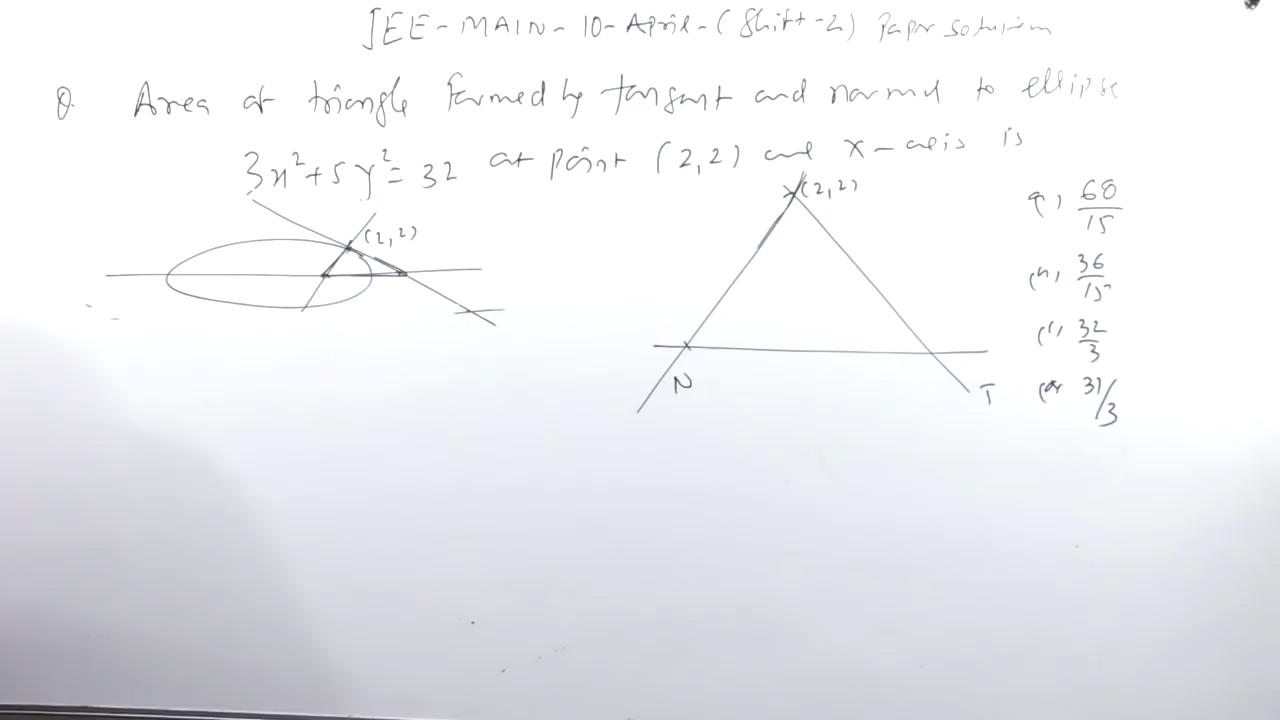 JEE-MAIN-10-April-(Shift-2) Paper solution
Q. Area of triangle formed by tangent and normal to ellipse
3x²+5y²=32 at point (2,2) and x-axis is
(2,2)
(2,2)
N
T
a) 68/15
(b) 36/15
(c) 32/3
(d) 31/3